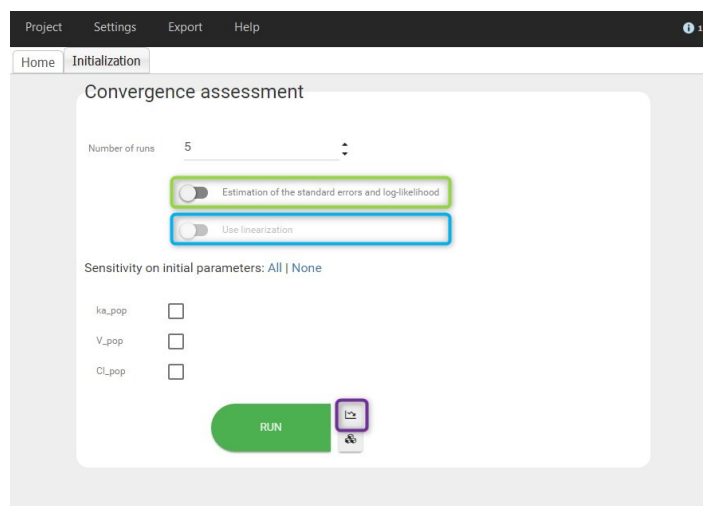 Project Settings Export Help 1
Home Initialization
Convergence assessment
Number of runs 5
Estimation of the standard errors and log-likelihood
Use linearization
Sensitivity on initial parameters: All | None
ka_pop
V_pop
Cl_pop
RUN